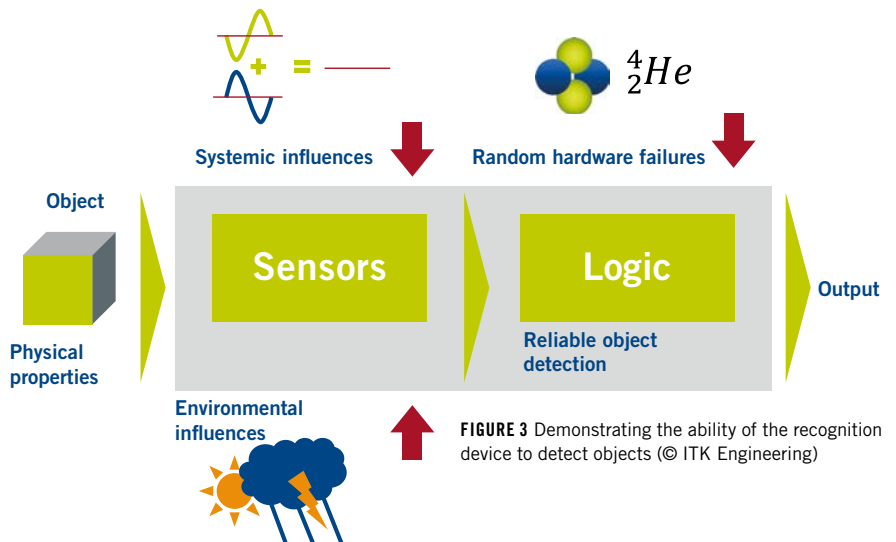 + =
⁴₂He
Systemic influences
Random hardware failures
Object
Sensors
Logic
Output
Physical
properties
Reliable object
detection
Environmental
influences
FIGURE 3 Demonstrating the ability of the recognition
device to detect objects (© ITK Engineering)